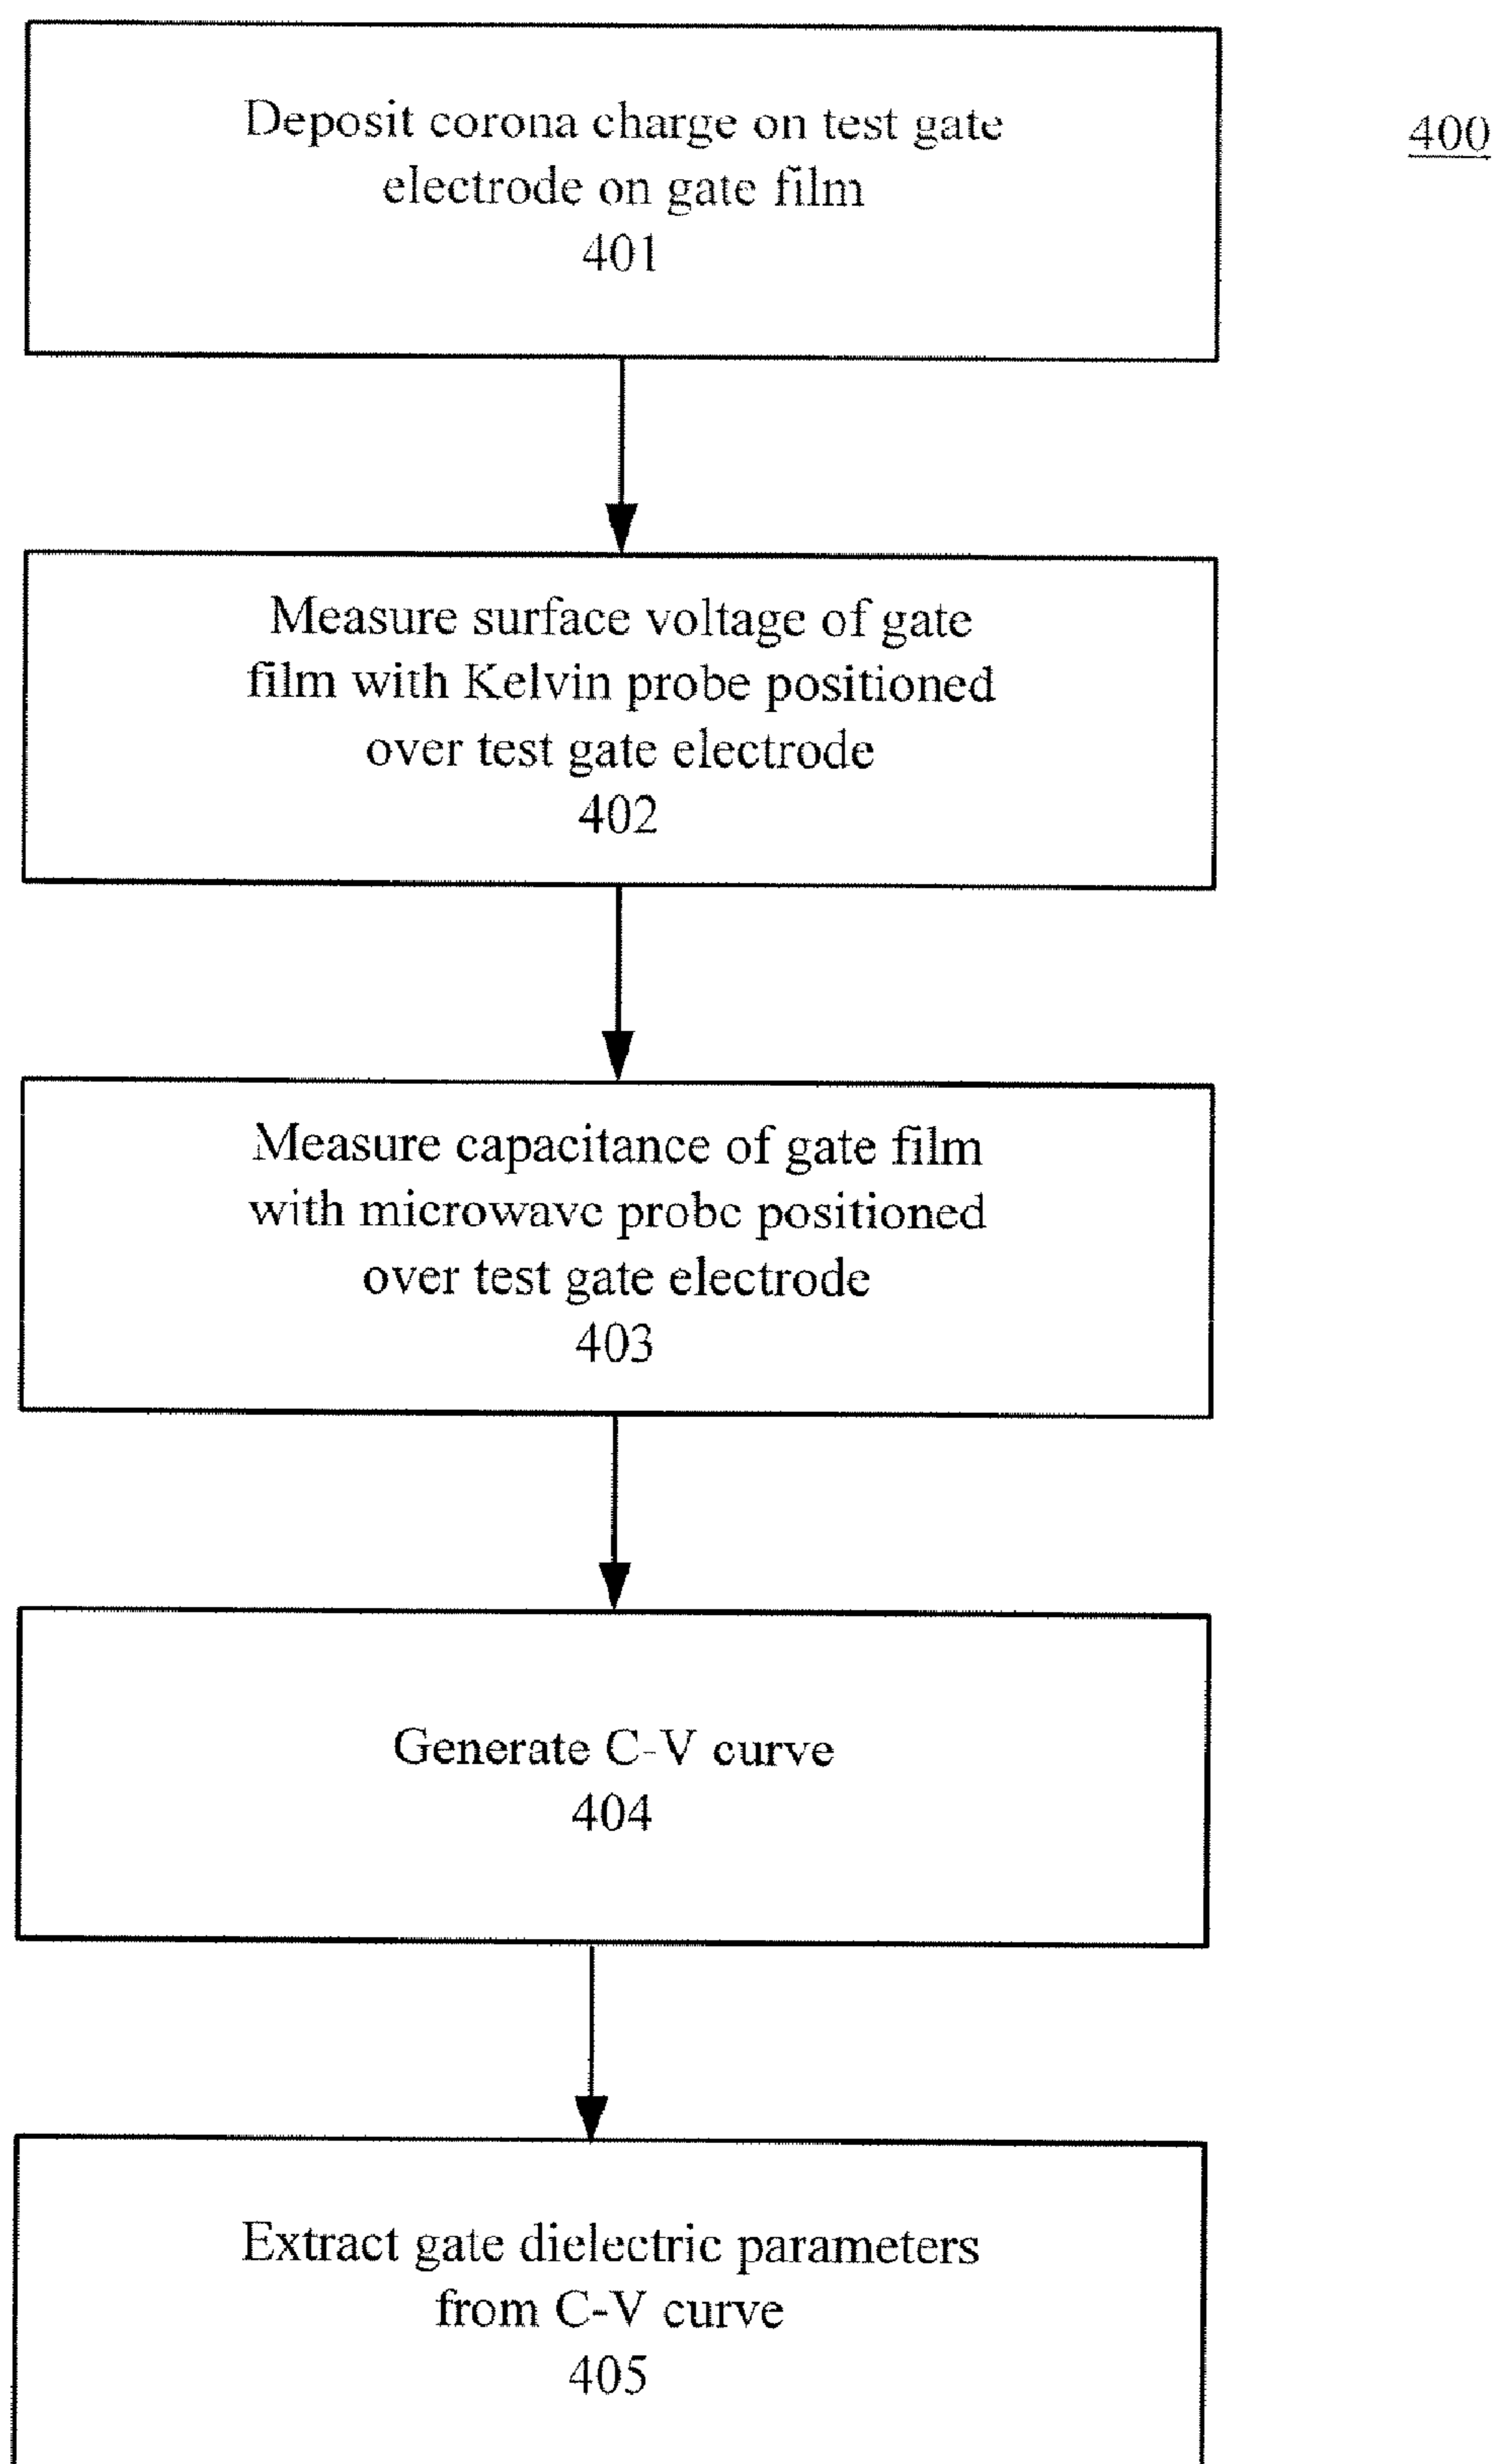 Deposit corona charge on test gate
electrode on gate film
401
400
Measure surface voltage of gate
film with Kelvin probe positioned
over test gate electrode
402
Measure capacitance of gate film
with microwave probe positioned
over test gate electrode
403
Generate C-V curve
404
Extract gate dielectric parameters
from C-V curve
405